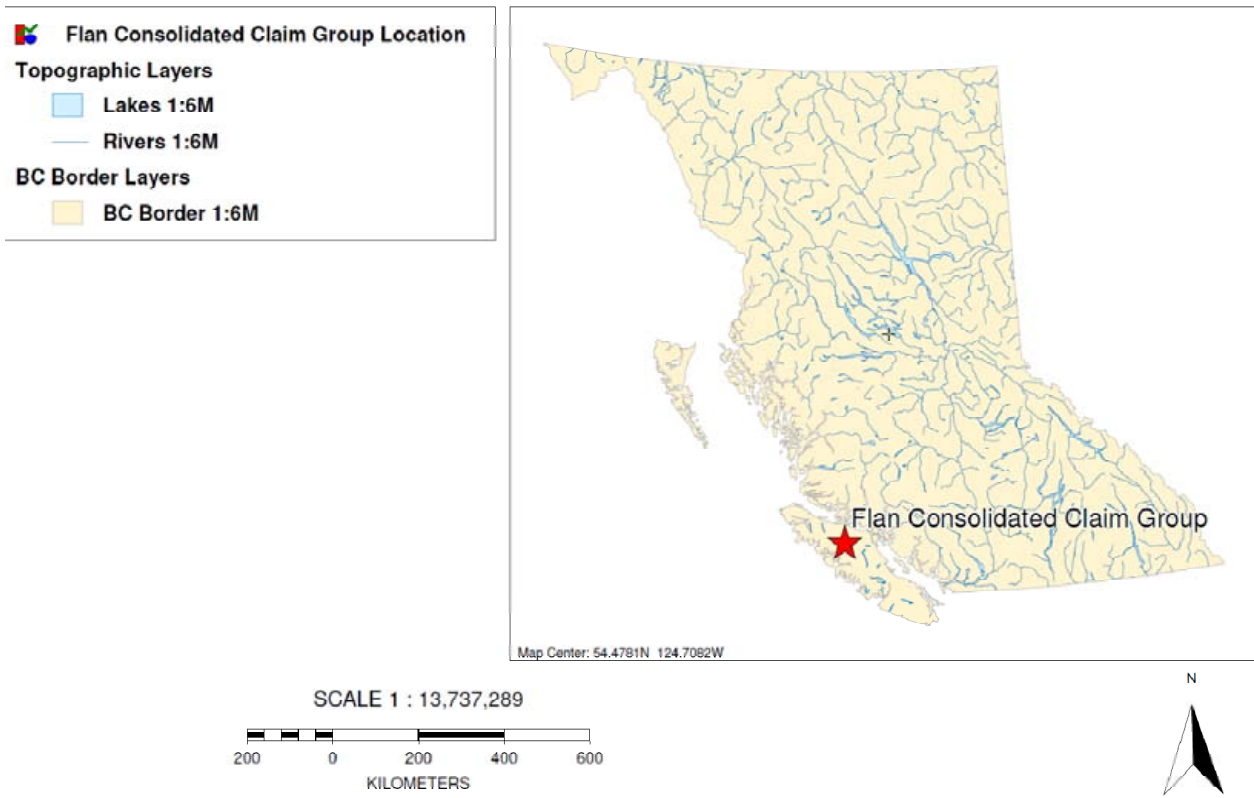 Flan Consolidated Claim Group Location
Topographic Layers
Lakes 1:6M
Rivers 1:6M
BC Border Layers
BC Border 1:6M
Flan Consolidated Claim Group
Map Center: 54.4781N 124.7082W
SCALE 1 : 13,737,289
200 0 200 400 600
KILOMETERS
N